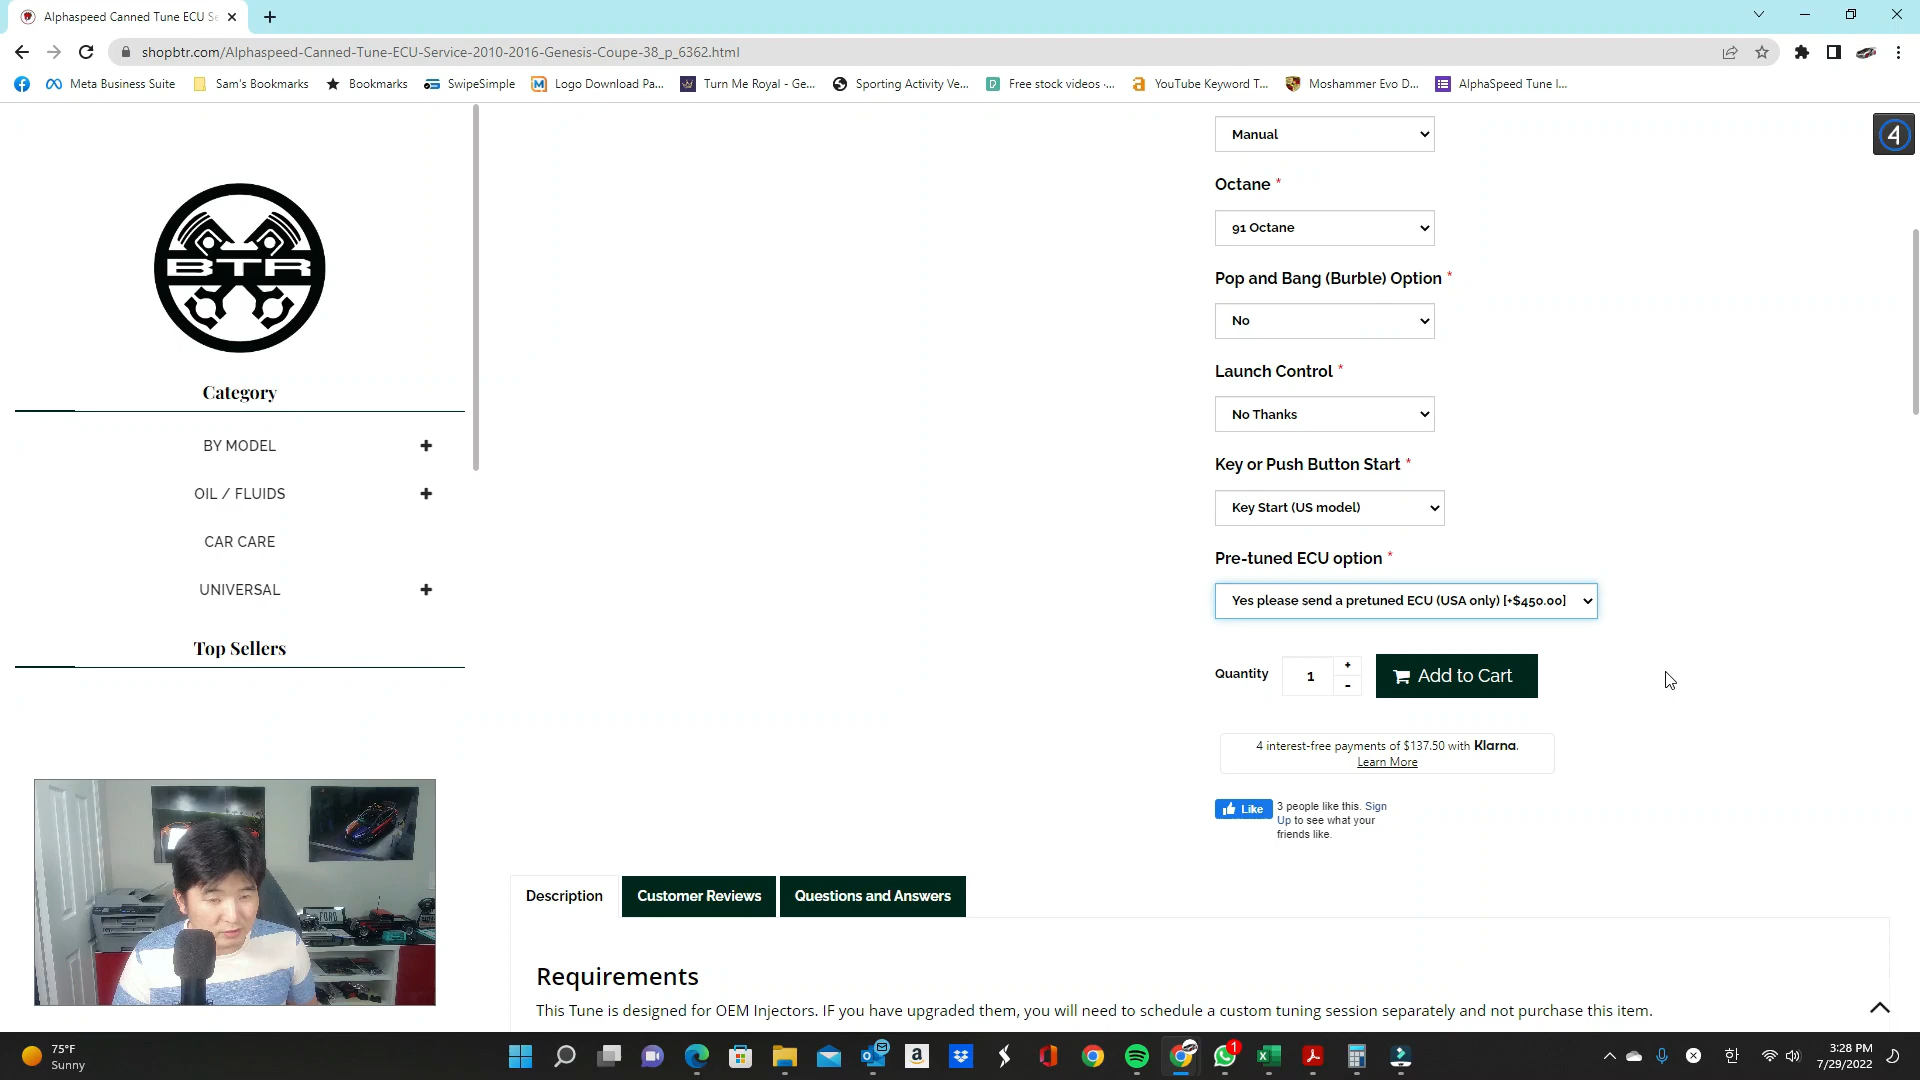 Alphaspeed Canned Tune ECU Se
shopbtr.com/Alphaspeed-Canned-Tune-ECU-Service-2010-2016-Genesis-Coupe-38_p_6362.html
Meta Business Suite
Sam's Bookmarks
Bookmarks
SwipeSimple
Logo Download Pa...
Turn Me Royal - Ge...
Sporting Activity Ve...
Free stock videos -...
YouTube Keyword T...
Moshammer Evo D...
AlphaSpeed Tune I...
4
BTR
Category
BY MODEL
OIL / FLUIDS
CAR CARE
UNIVERSAL
Top Sellers
Manual
Octane *
91 Octane
Pop and Bang (Burble) Option *
No
Launch Control *
No Thanks
Key or Push Button Start *
Key Start (US model)
Pre-tuned ECU option *
Yes please send a pretuned ECU (USA only) [+$450.00]
Quantity
1
+
-
Add to Cart
4 interest-free payments of $137.50 with Klarna.
Learn More
Like
3 people like this. Sign
Up to see what your
friends like.
Description
Customer Reviews
Questions and Answers
Requirements
This Tune is designed for OEM Injectors. IF you have upgraded them, you will need to schedule a custom tuning session separately and not purchase this item.
75°F
Sunny
1
한
3:28 PM
7/29/2022